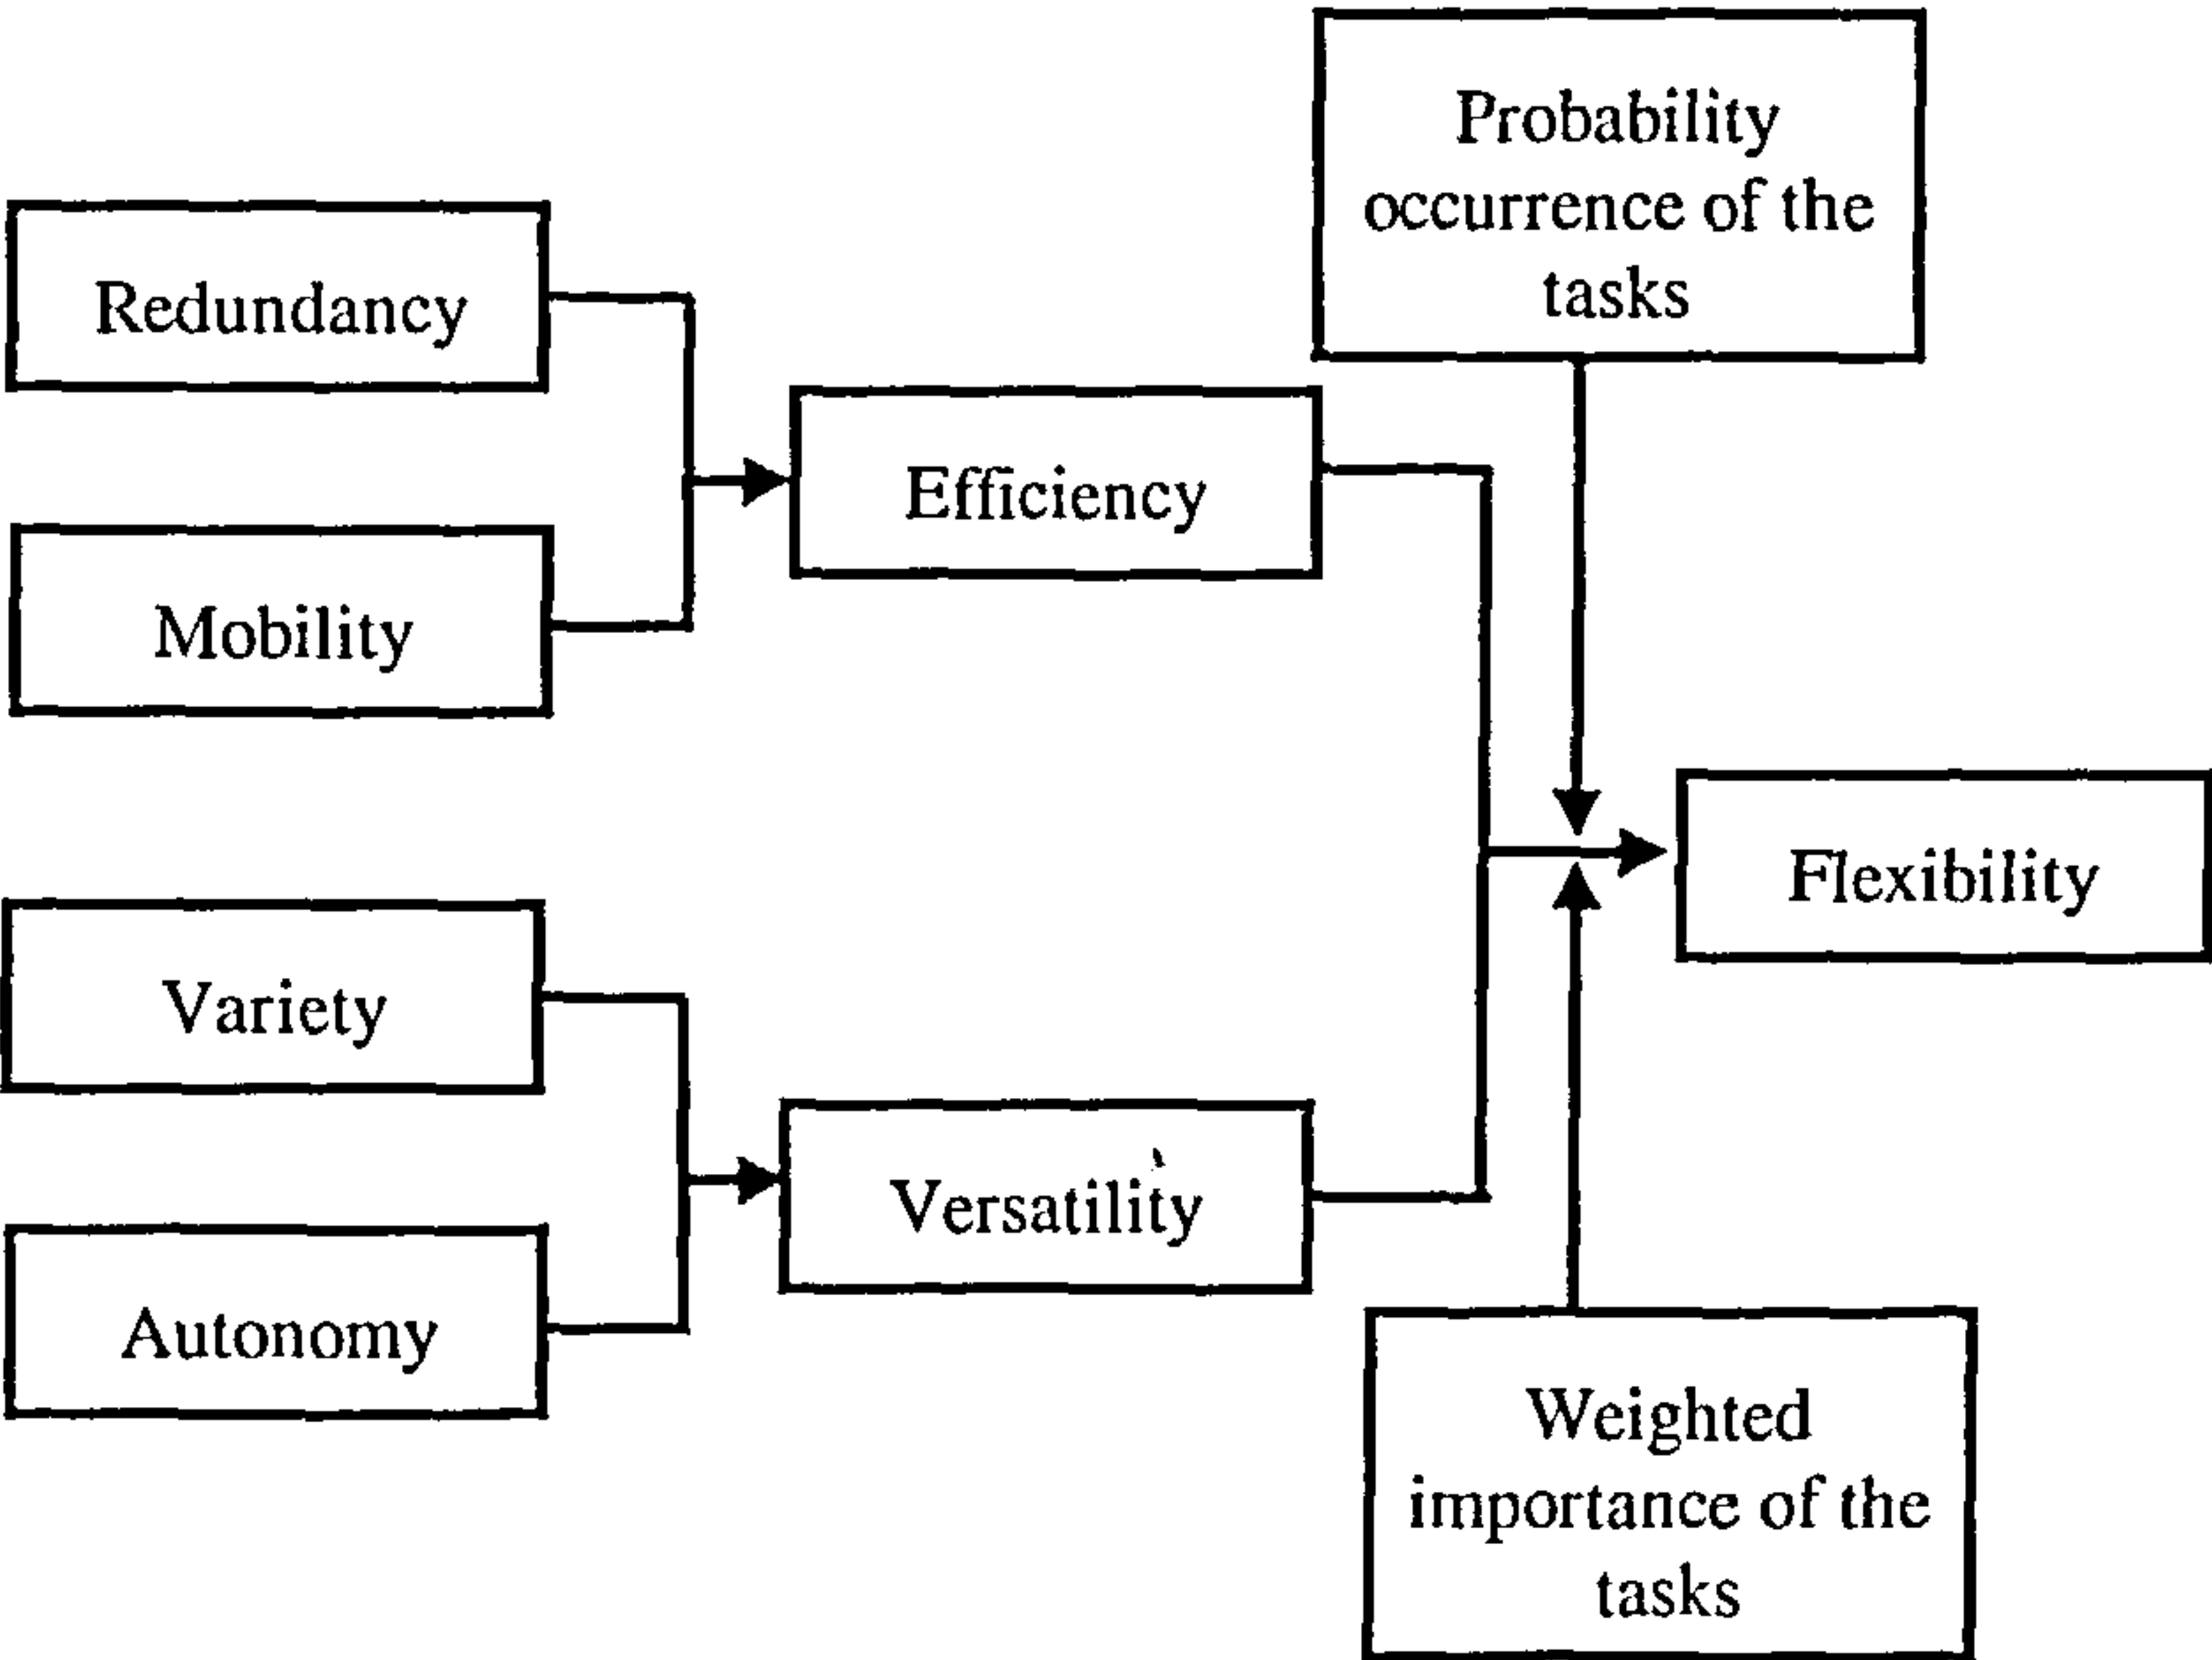 Probability
occurrence of the
tasks
Redundancy
Efficiency
Mobility
Flexibility
Variety
Versatility
Autonomy
Weighted
importance of the
tasks